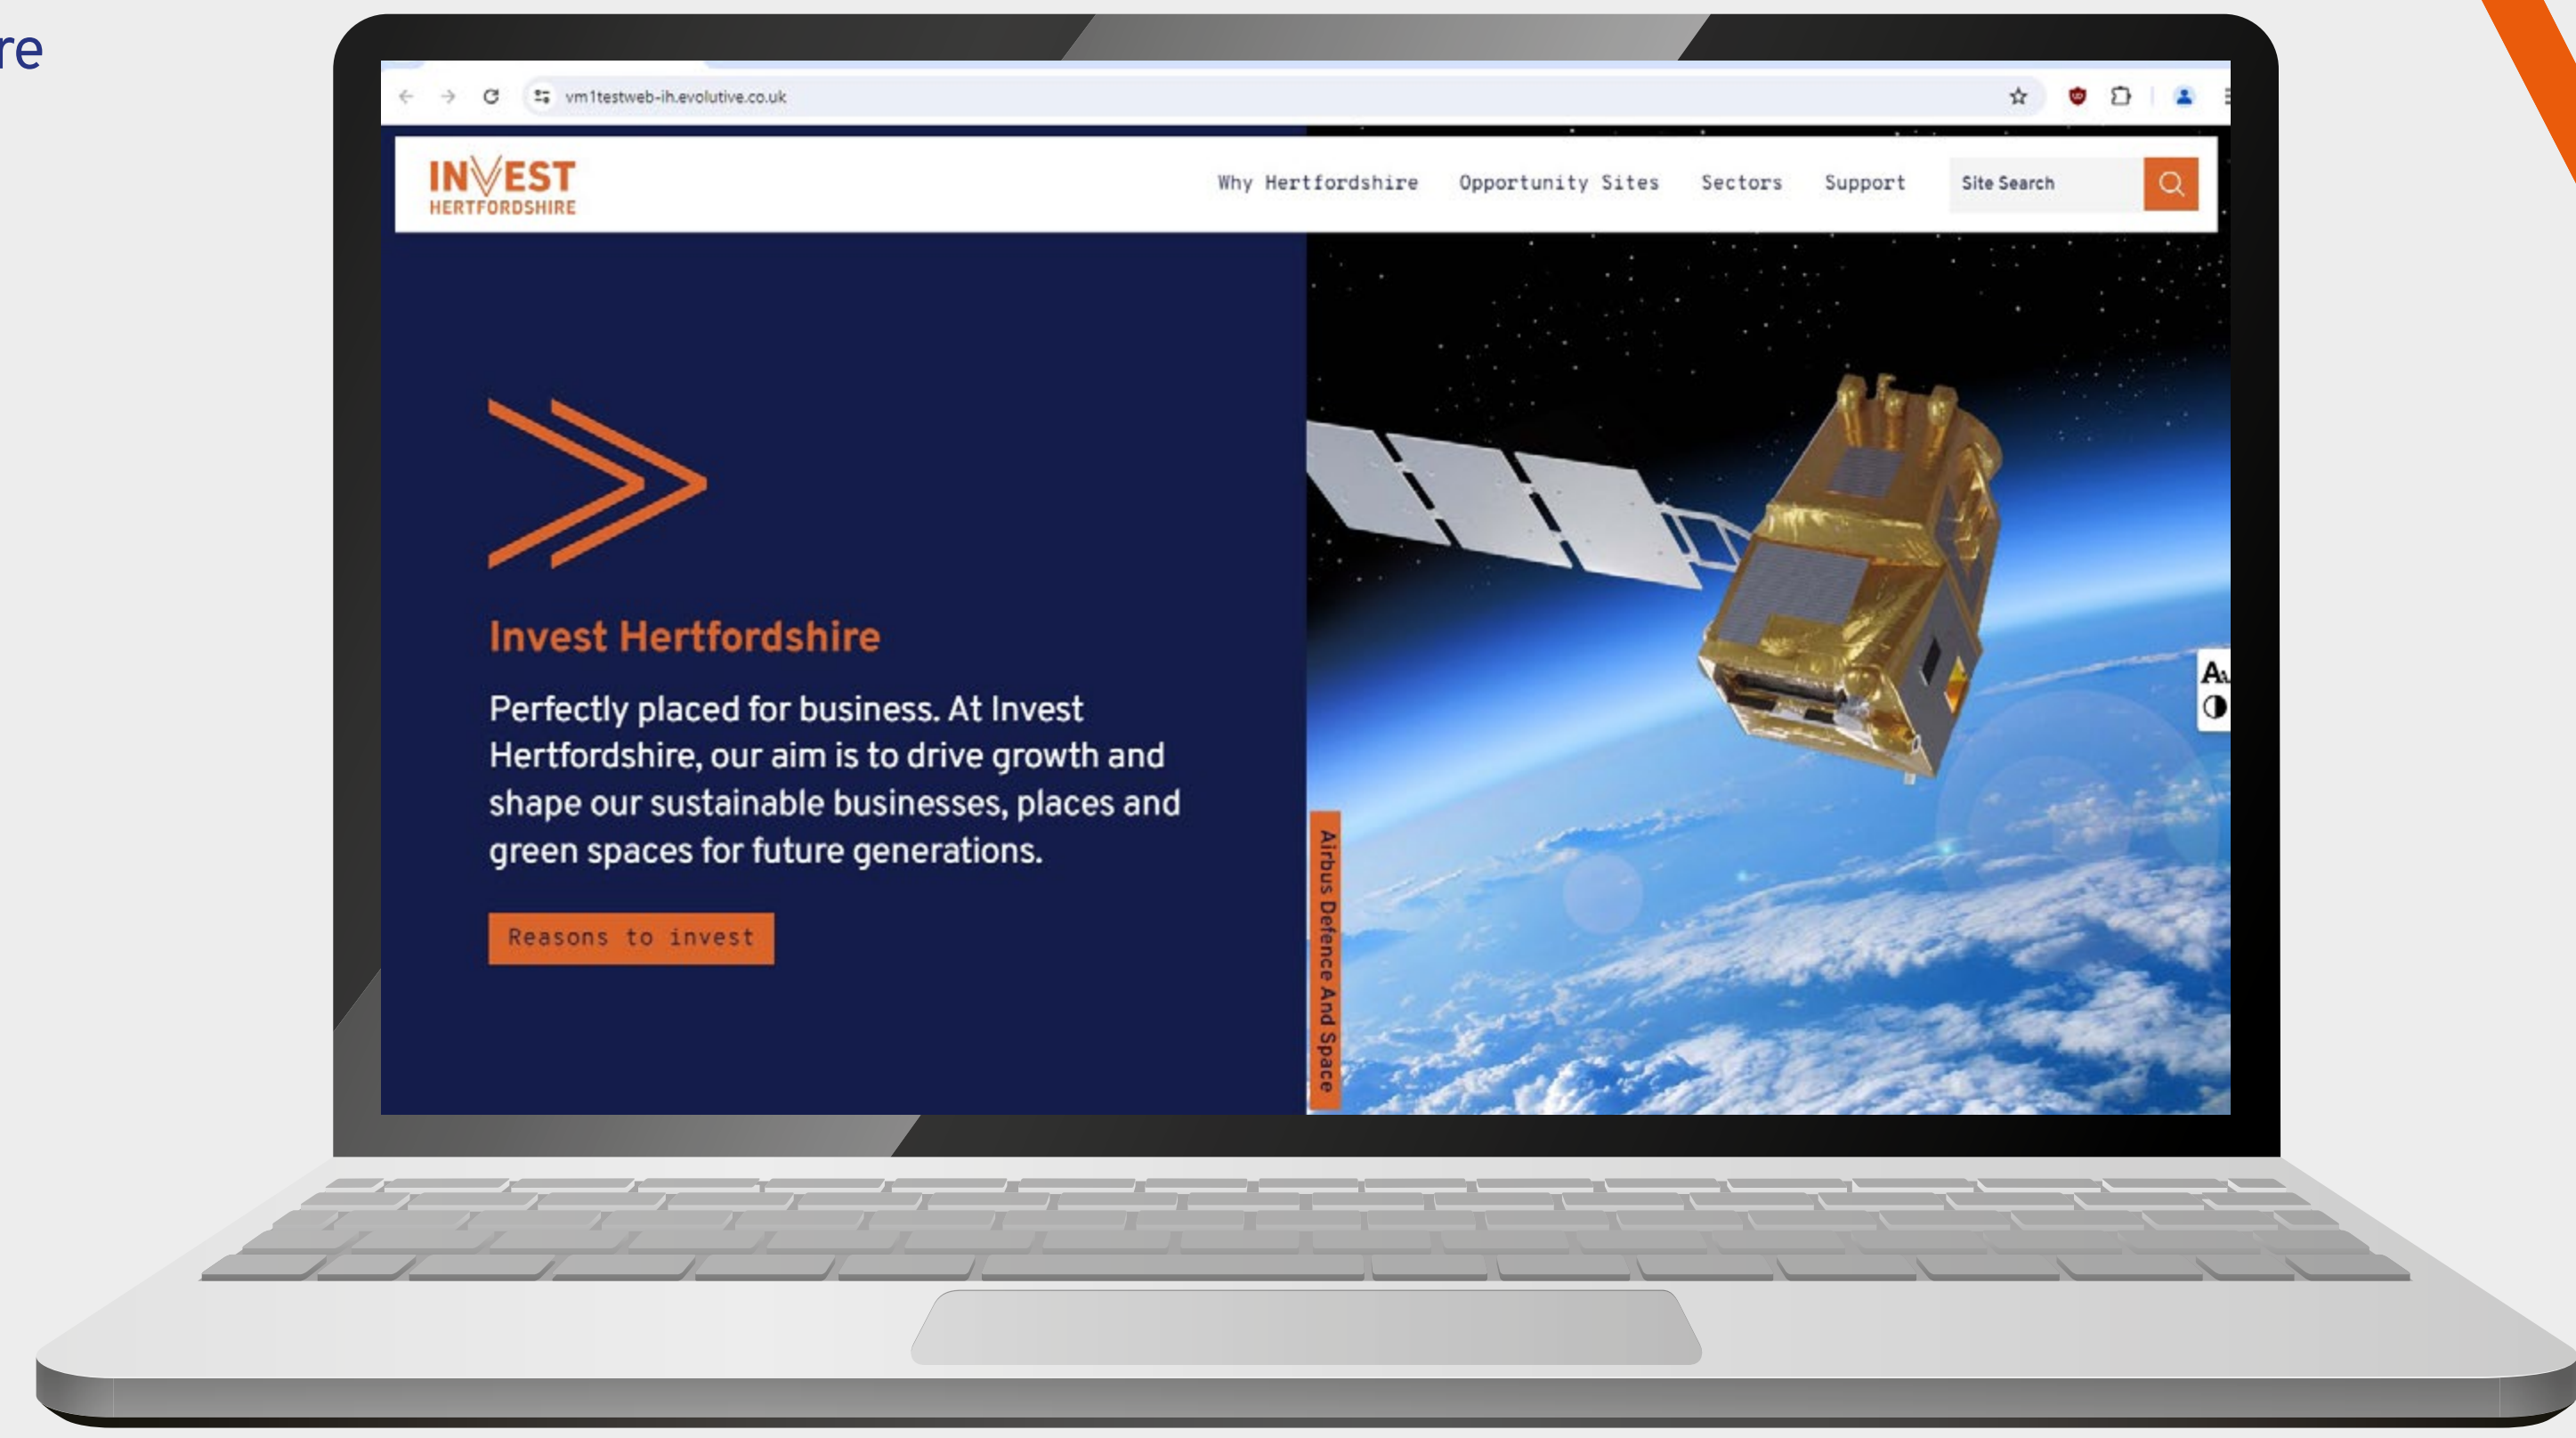 re
vm1testweb-ih.evolutive.co.uk
INVEST
HERTFORDSHIRE
Why Hertfordshire
Opportunity Sites
Sectors
Support
Site Search
Invest Hertfordshire
Perfectly placed for business. At Invest
Hertfordshire, our aim is to drive growth and
shape our sustainable businesses, places and
green spaces for future generations.
Reasons to invest
Airbus Defence And Space
AA